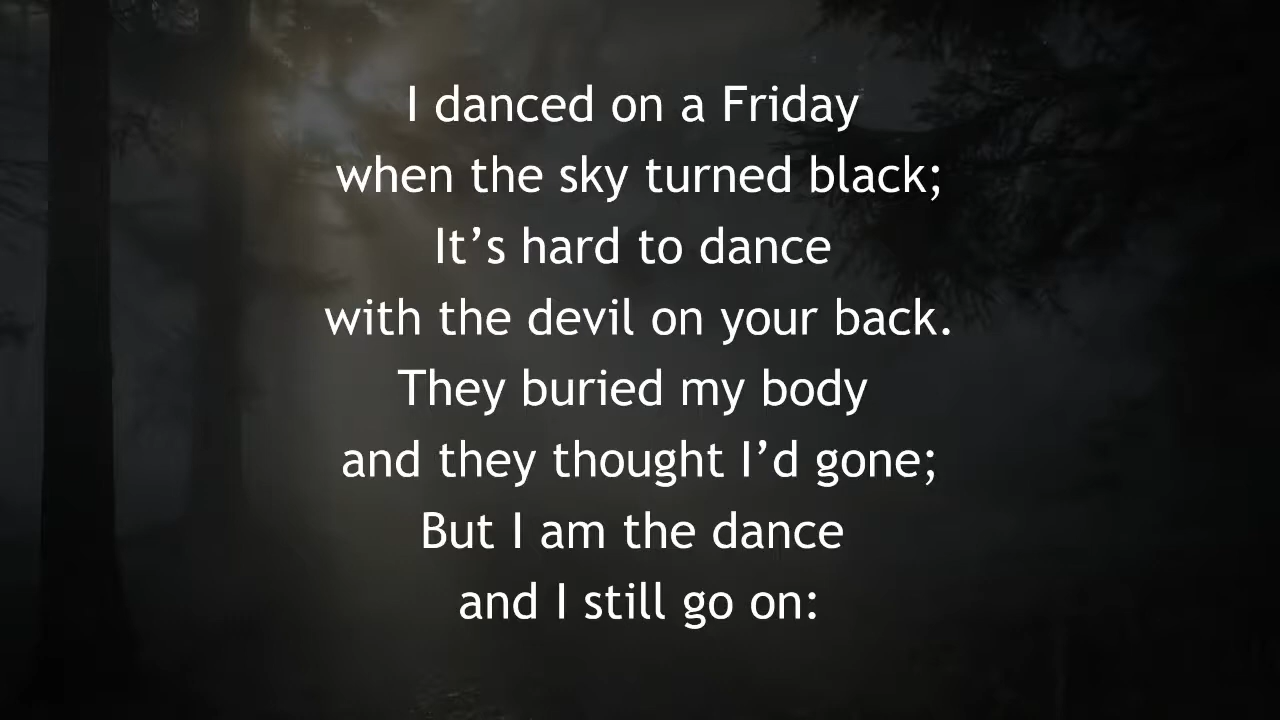 I danced on a Friday
when the sky turned black;
It’s hard to dance
with the devil on your back.
They buried my body
and they thought I’d gone;
But I am the dance
and I still go on: